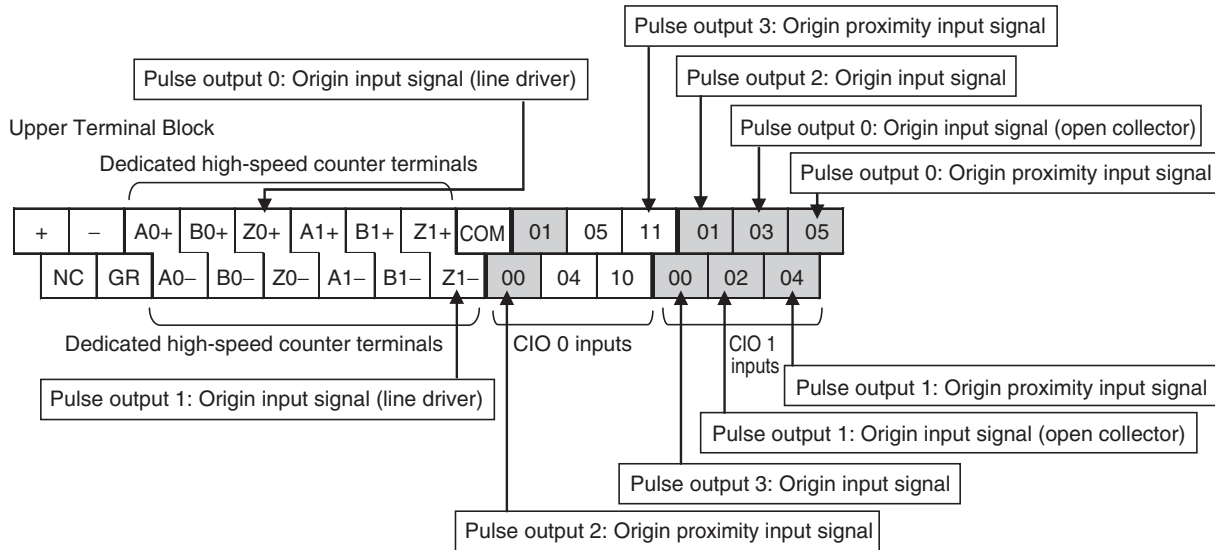 Pulse output 3: Origin proximity input signal
Pulse output 0: Origin input signal (line driver)
Pulse output 2: Origin input signal
Upper Terminal Block
Pulse output 0: Origin input signal (open collector)
Dedicated high-speed counter terminals
Pulse output 0: Origin proximity input signal
+ – A0+ B0+ Z0+ A1+ B1+ Z1+ COM 01 05 11 01 03 05
NC GR A0– B0– Z0– A1– B1– Z1– 00 04 10 00 02 04
Dedicated high-speed counter terminals
CIO 0 inputs
CIO 1
inputs
Pulse output 1: Origin proximity input signal
Pulse output 1: Origin input signal (line driver)
Pulse output 1: Origin input signal (open collector)
Pulse output 3: Origin input signal
Pulse output 2: Origin proximity input signal